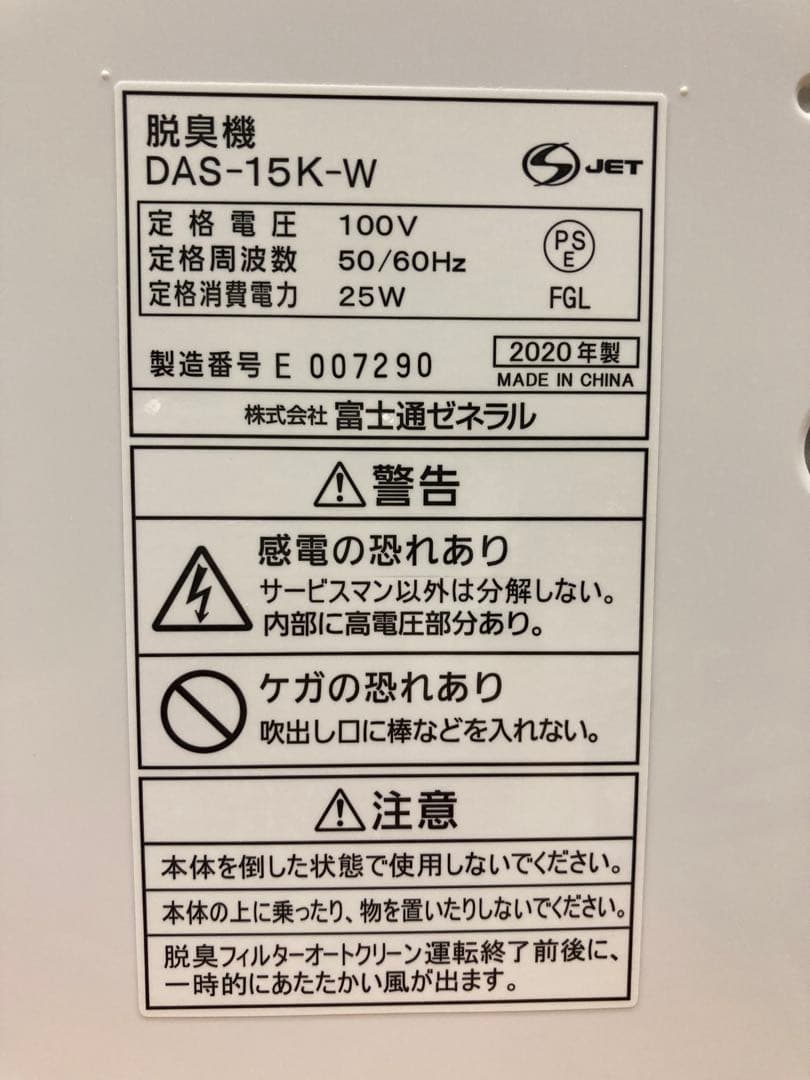 脱臭機
DAS-15K-W
S JET
定格電圧 100V
定格周波数 50/60Hz
定格消費電力 25W
PS
E
FGL
製造番号 E 007290
2020年製
MADE IN CHINA
株式会社 富士通ゼネラル
警告
感電の恐れあり
サービスマン以外は分解しない。
内部に高電圧部分あり。
ケガの恐れあり
吹出し口に棒などを入れない。
注意
本体を倒した状態で使用しないでください。
本体の上に乗ったり、物を置いたりしないでください。
脱臭フィルターオートクリーン運転終了前後に、
一時的にあたたかい風が出ます。